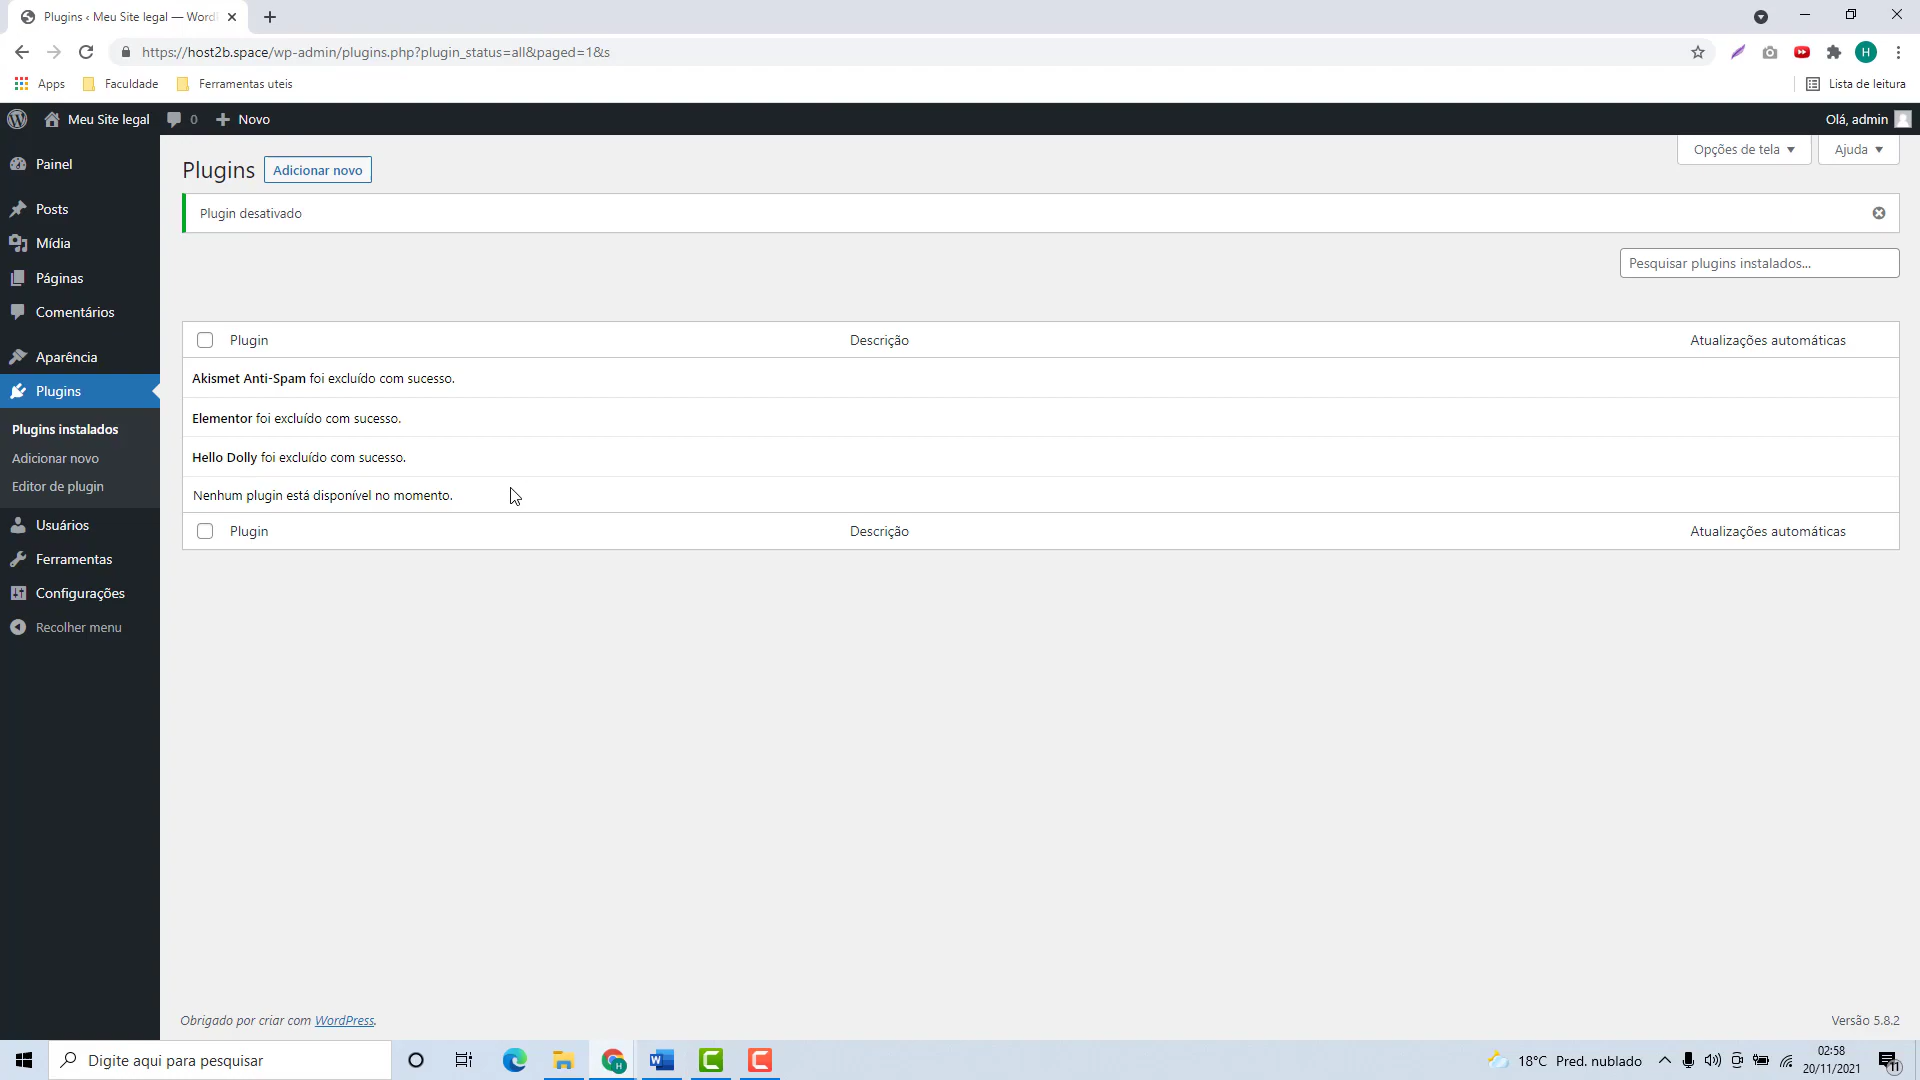 Plugins ‹ Meu Site legal — Word
https://host2b.space/wp-admin/plugins.php?plugin_status=all&paged=1&s
H
Apps
Faculdade
Ferramentas uteis
Lista de leitura
Meu Site legal
0
Novo
Olá, admin
Painel
Posts
Mídia
Páginas
Comentários
Aparência
Plugins
Plugins instalados
Adicionar novo
Editor de plugin
Usuários
Ferramentas
Configurações
Recolher menu
Opções de tela
Ajuda
Plugins
Adicionar novo
Plugin desativado
Pesquisar plugins instalados...
Plugin Descrição Atualizações automáticas
Akismet Anti-Spam foi excluído com sucesso.
Elementor foi excluído com sucesso.
Hello Dolly foi excluído com sucesso.
Nenhum plugin está disponível no momento.
Plugin Descrição Atualizações automáticas
Obrigado por criar com WordPress.
Versão 5.8.2
Digite aqui para pesquisar
18°C Pred. nublado
02:58
20/11/2021
11